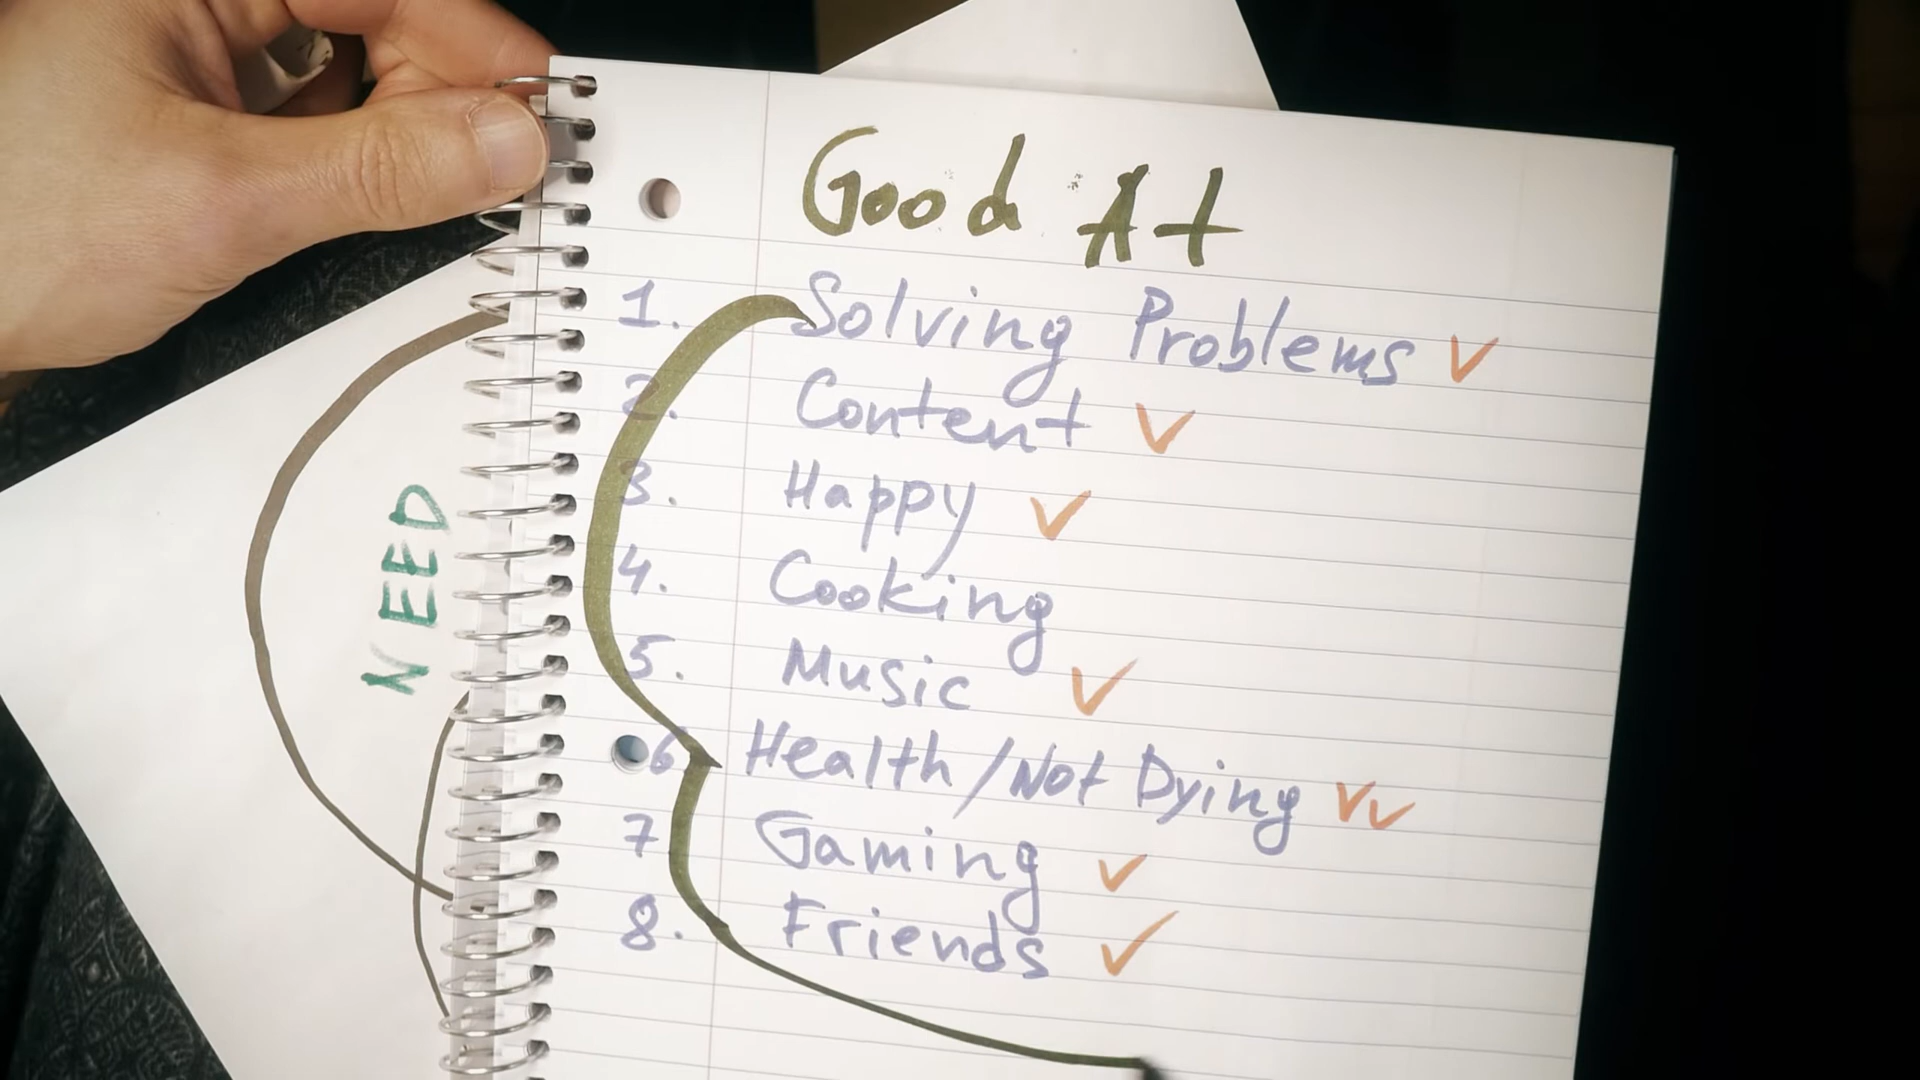 Good At
1. Solving Problems ✓
2. Content ✓
3. Happy ✓
4. Cooking
5. Music ✓
6 Health/Not Dying ✓✓
7 Gaming ✓
8. Friends ✓
NEED